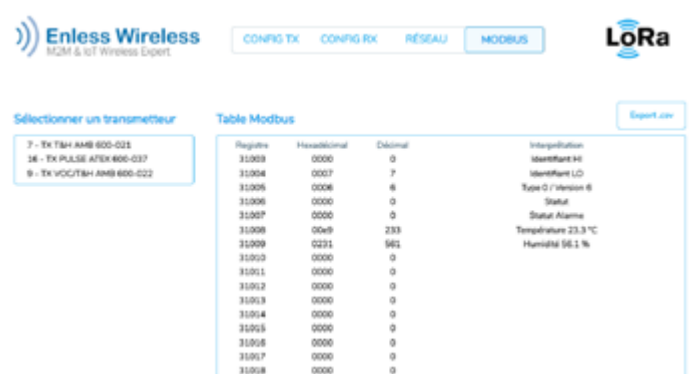 Enless Wireless
M2M & IoT Wireless Expert
CONFIG TX CONFIG RX RÉSEAU MODBUS
LoRa
Sélectionner un transmetteur
7 - TX T&H AMB 600-021
16 - TX PULSE ATEX 600-037
9 - TX VOC/T&H AMB 600-022
Table Modbus
Export .csv
Registre Hexadécimal Décimal Interprétation
31003 0000 0 Identifiant HI
31004 0007 7 Identifiant LO
31005 0006 6 Type 0 / Version 6
31006 0000 0 Statut
31007 0000 0 Statut Alarme
31008 00e9 233 Température 23.3 °C
31009 0231 561 Humidité 56.1 %
31010 0000 0
31011 0000 0
31012 0000 0
31013 0000 0
31014 0000 0
31015 0000 0
31016 0000 0
31017 0000 0
31018 0000 0